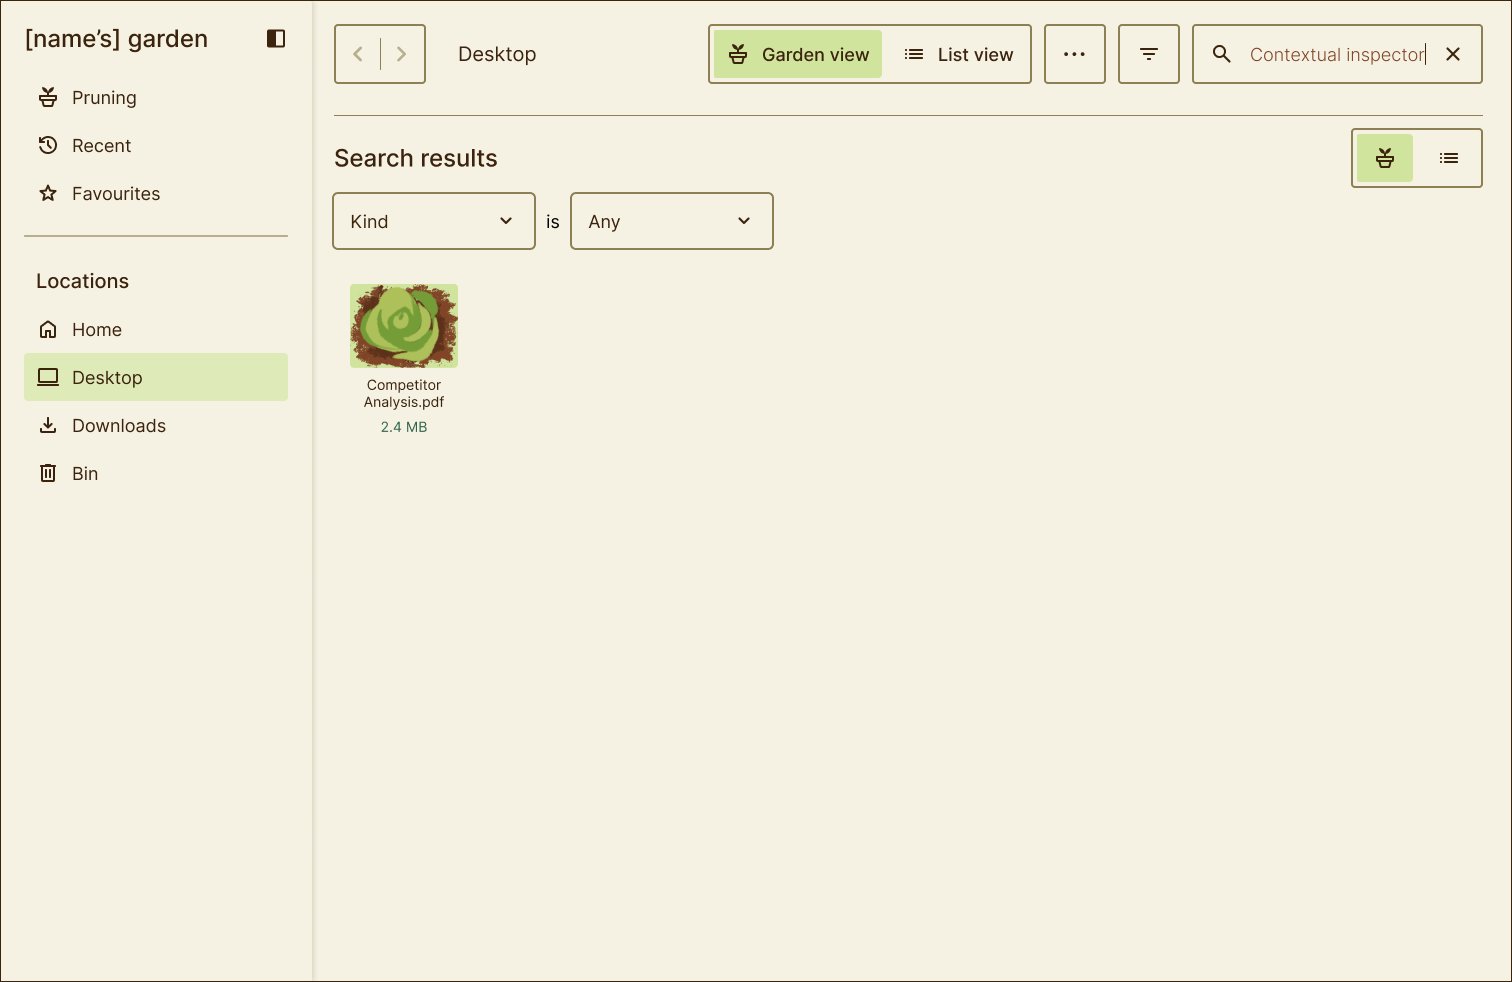 [name’s] garden
Pruning
Recent
Favourites
Locations
Home
Desktop
Downloads
Bin
Desktop
Garden view
List view
Contextual inspector
Search results
Kind
is
Any
Competitor
Analysis.pdf
2.4 MB